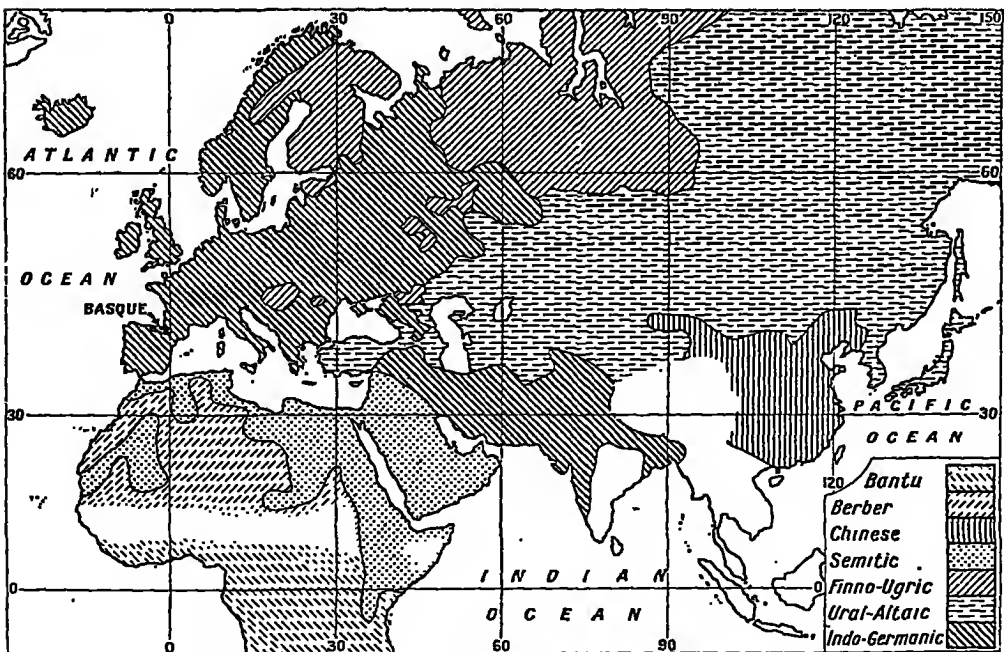 0 30 60 90 120 150
ATLANTIC
60 60
OCEAN
BASQUE
30 30
PACIFIC
OCEAN
120
Bantu
Berber
Chinese
Semitic
Finno-Ugric
Ural-Altaic
Indo-Germanic
INDIAN
0 0
OCEAN
0 30 60 90